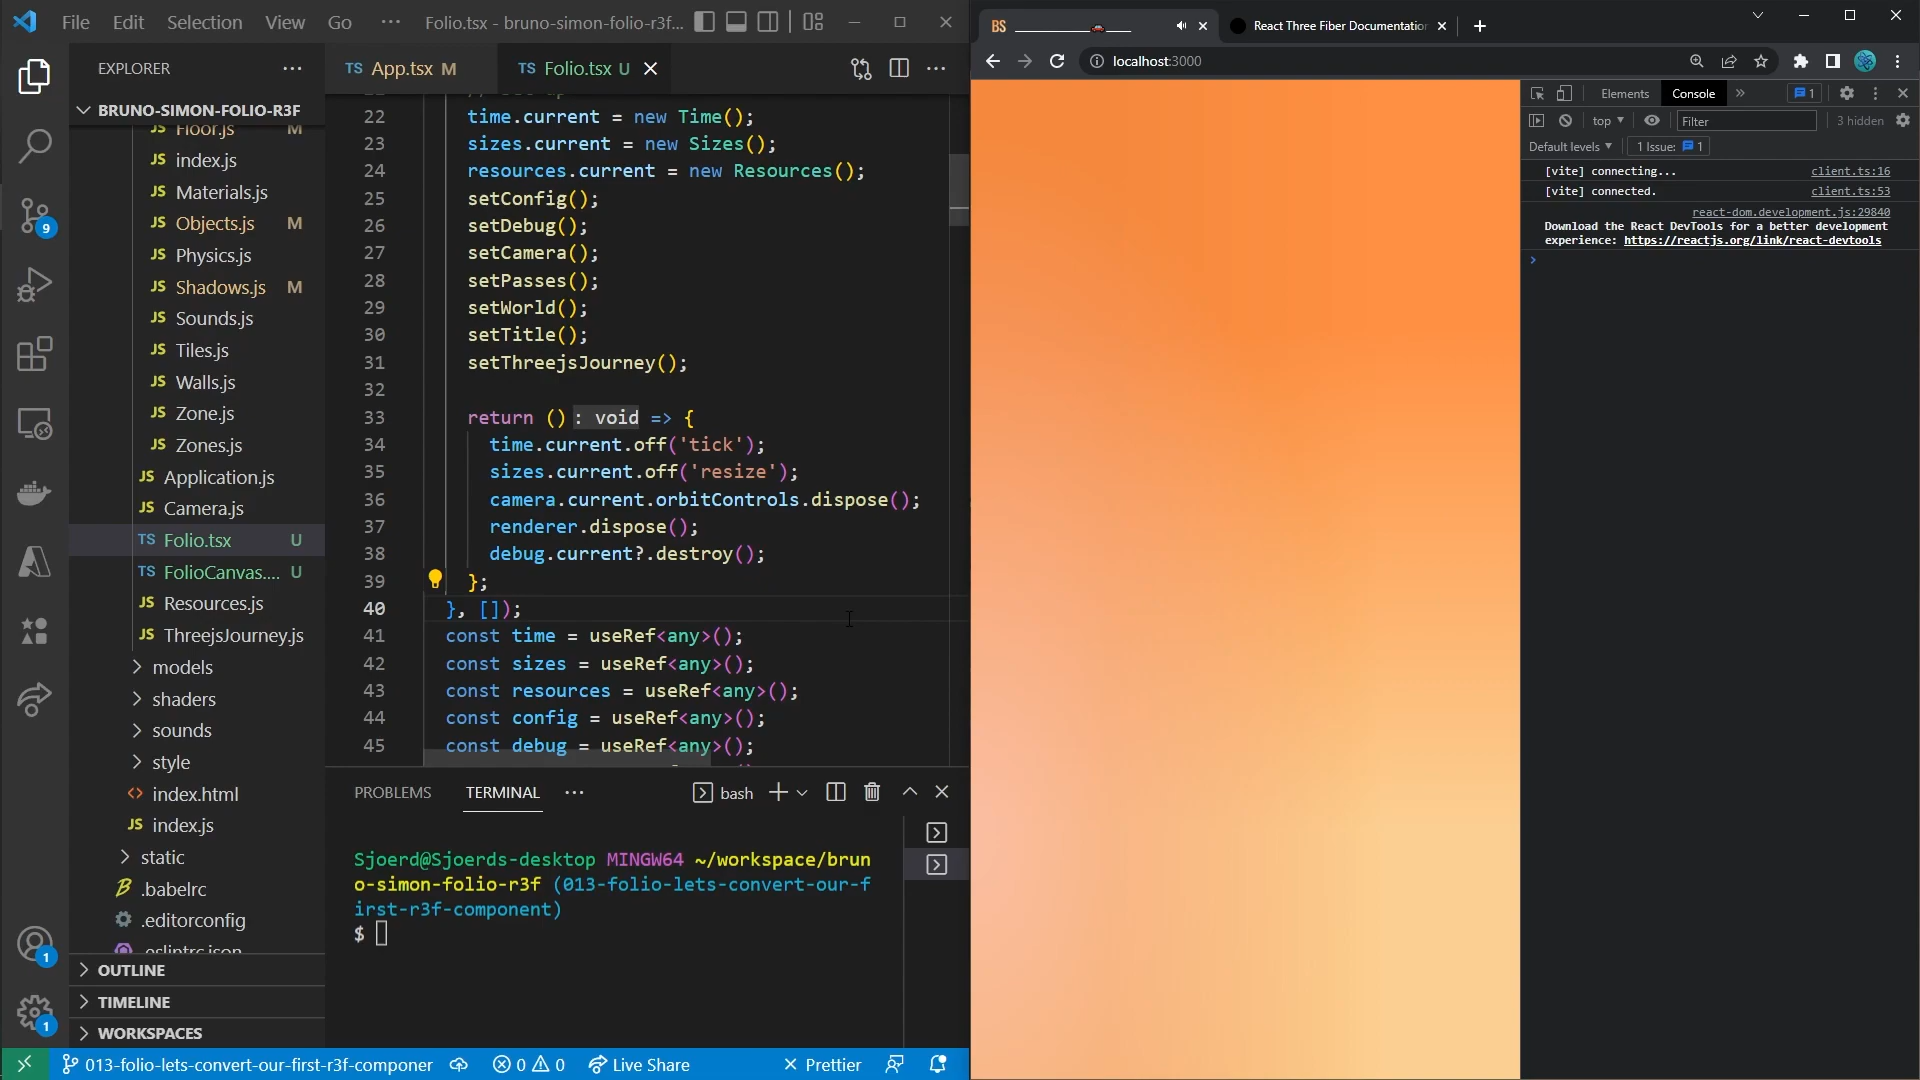 File Edit Selection View Go ··· Folio.tsx - bruno-simon-folio-r3f...
EXPLORER
BRUNO-SIMON-FOLIO-R3F
JS Floor.js M
JS index.js
JS Materials.js
JS Objects.js M
JS Physics.js
JS Shadows.js M
JS Sounds.js
JS Tiles.js
JS Walls.js
JS Zone.js
JS Zones.js
JS Application.js
JS Camera.js
TS Folio.tsx U
TS FolioCanvas.... U
JS Resources.js
JS ThreejsJourney.js
models
shaders
sounds
style
<> index.html
JS index.js
static
.babelrc
.editorconfig
.eslintrc.json
OUTLINE
TIMELINE
WORKSPACES
9
1
1
TS App.tsx M TS Folio.tsx U
22 time.current = new Time();
23 sizes.current = new Sizes();
24 resources.current = new Resources();
25 setConfig();
26 setDebug();
27 setCamera();
28 setPasses();
29 setWorld();
30 setTitle();
31 setThreejsJourney();
32
33 return (): void => {
34 time.current.off('tick');
35 sizes.current.off('resize');
36 camera.current.orbitControls.dispose();
37 renderer.dispose();
38 debug.current?.destroy();
39 };
40 }, []);
41 const time = useRef<any>();
42 const sizes = useRef<any>();
43 const resources = useRef<any>();
44 const config = useRef<any>();
45 const debug = useRef<any>();
PROBLEMS TERMINAL ··· bash
Sjoerd@Sjoerds-desktop MINGW64 ~/workspace/brun
o-simon-folio-r3f (013-folio-lets-convert-our-f
irst-r3f-component)
$
013-folio-lets-convert-our-first-r3f-componer 0 0 Live Share Prettier
BS React Three Fiber Documentation
localhost:3000
Elements Console » 1
top Filter 3 hidden
Default levels 1 Issue: 1
[vite] connecting... client.ts:16
[vite] connected. client.ts:53
react-dom.development.js:29840
Download the React DevTools for a better development
experience: https://reactjs.org/link/react-devtools